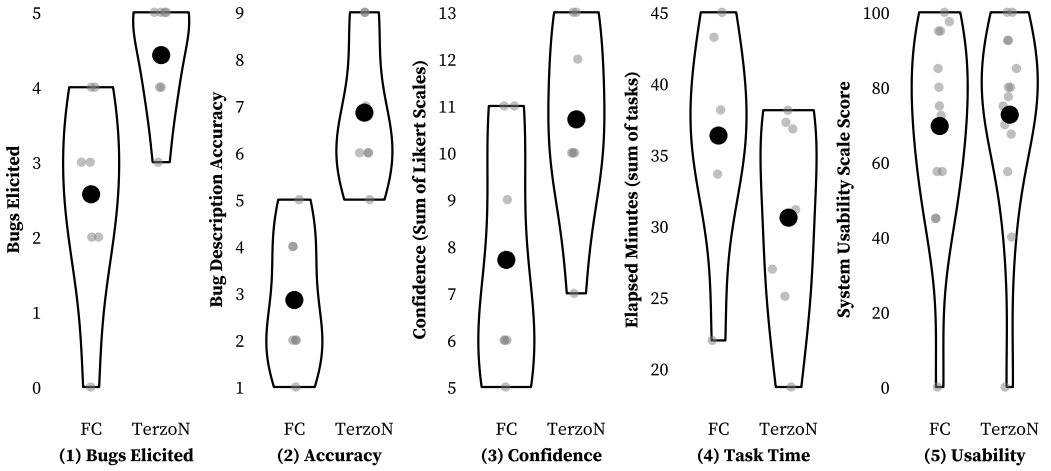 Bugs Elicited
5
4
3
2
1
0
FC TerzoN
(1) Bugs Elicited
Bug Description Accuracy
9
8
7
6
5
4
3
2
1
FC TerzoN
(2) Accuracy
Confidence (Sum of Likert Scales)
13
12
11
10
9
8
7
6
5
FC TerzoN
(3) Confidence
Elapsed Minutes (sum of tasks)
45
40
35
30
25
20
FC TerzoN
(4) Task Time
System Usability Scale Score
100
80
60
40
20
0
FC TerzoN
(5) Usability